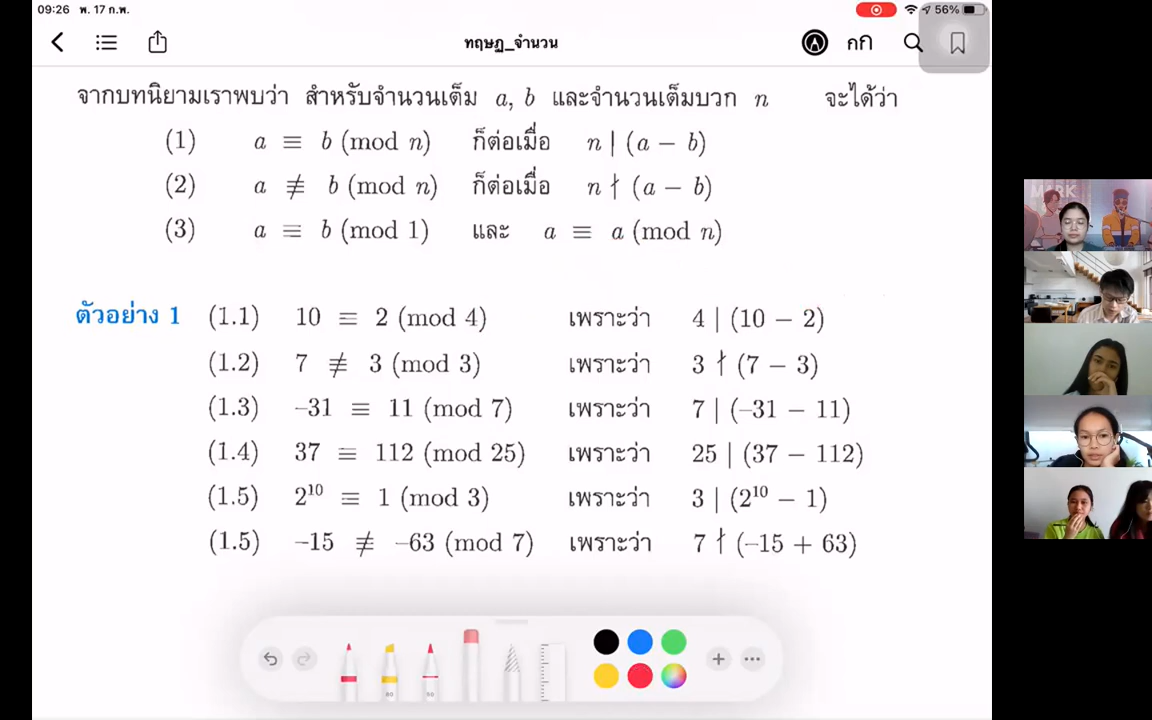 09:26 พ. 17 ก.พ. 56%
ทฤษฎ_จำนวน กกิ
จากบทนิยามเราพบว่า สำหรับจำนวนเต็ม a, b และจำนวนเต็มบวก n จะได้ว่า
(1) a ≡ b (mod n) ก็ต่อเมื่อ n | (a − b)
(2) a ≢ b (mod n) ก็ต่อเมื่อ n ∤ (a − b)
(3) a ≡ b (mod 1) และ a ≡ a (mod n)
ตัวอย่าง 1 (1.1) 10 ≡ 2 (mod 4) เพราะว่า 4 | (10 − 2)
(1.2) 7 ≢ 3 (mod 3) เพราะว่า 3 ∤ (7 − 3)
(1.3) –31 ≡ 11 (mod 7) เพราะว่า 7 | (–31 − 11)
(1.4) 37 ≡ 112 (mod 25) เพราะว่า 25 | (37 − 112)
(1.5) 2¹⁰ ≡ 1 (mod 3) เพราะว่า 3 | (2¹⁰ − 1)
(1.5) –15 ≢ –63 (mod 7) เพราะว่า 7 ∤ (–15 + 63)
80 50